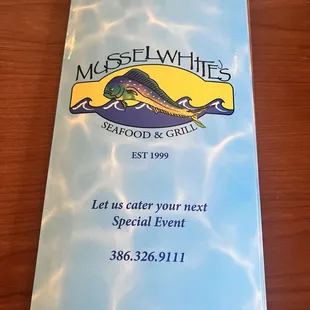 MUSSELWHITE'S
SEAFOOD & GRILL
EST 1999
Let us cater your next
Special Event
386.326.9111